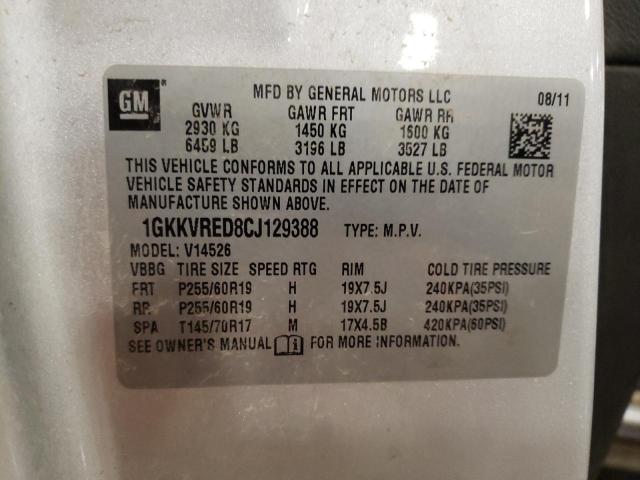 GM
MFD BY GENERAL MOTORS LLC 08/11
GVWR GAWR FRT GAWR RR
2930 KG 1450 KG 1600 KG
6459 LB 3196 LB 3527 LB
THIS VEHICLE CONFORMS TO ALL APPLICABLE U.S. FEDERAL MOTOR
VEHICLE SAFETY STANDARDS IN EFFECT ON THE DATE OF
MANUFACTURE SHOWN ABOVE.
1GKKVRED8CJ129388 TYPE: M.P.V.
MODEL: V14526
VBBG TIRE SIZE SPEED RTG RIM COLD TIRE PRESSURE
FRT P255/60R19 H 19X7.5J 240KPA(35PSI)
RR P255/60R19 H 19X7.5J 240KPA(35PSI)
SPA T145/70R17 M 17X4.5B 420KPA(60PSI)
SEE OWNER'S MANUAL FOR MORE INFORMATION.